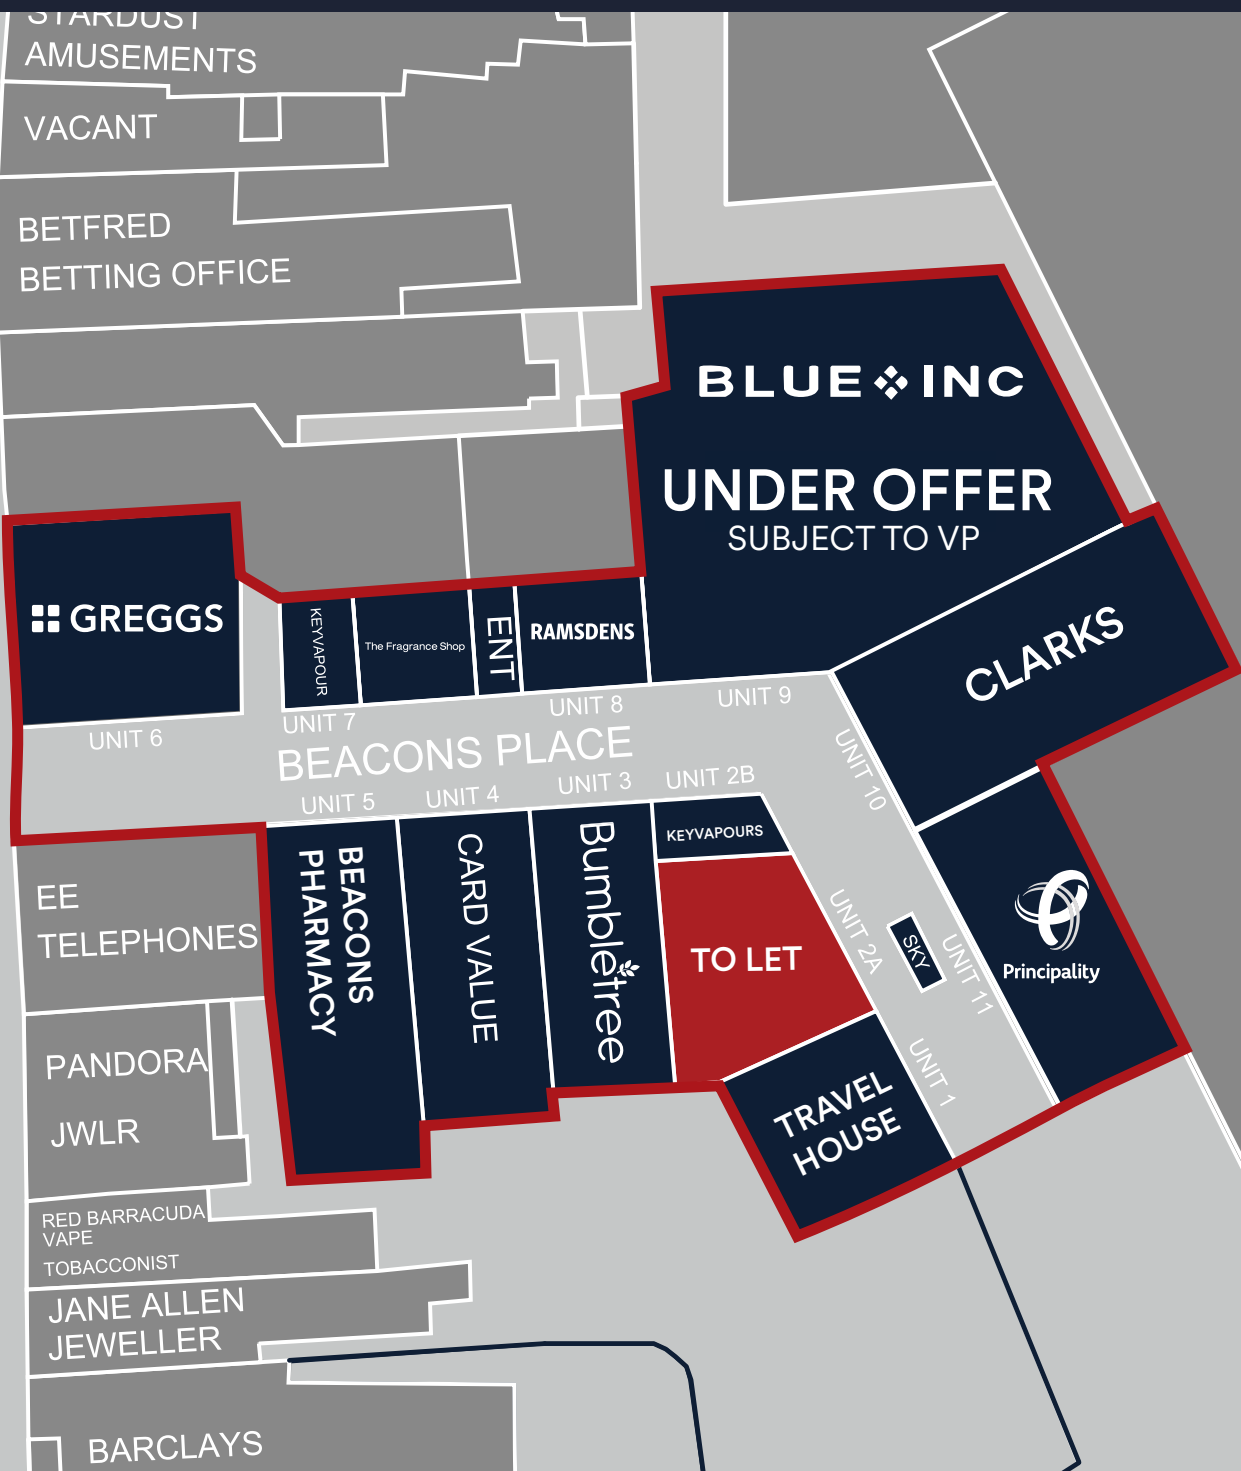 STARDUST
AMUSEMENTS
VACANT
BETFRED
BETTING OFFICE
BLUE INC
UNDER OFFER
SUBJECT TO VP
GREGGS
KEYVAPOUR
The Fragrance Shop
ENT
RAMSDENS
CLARKS
UNIT 6
UNIT 7
UNIT 8
UNIT 9
BEACONS PLACE
UNIT 10
UNIT 5
UNIT 4
UNIT 3
UNIT 2B
BEACONS
PHARMACY
CARD VALUE
Bumbletree
KEYVAPOURS
TO LET
UNIT 2A
SKY
UNIT 11
Principality
UNIT 1
TRAVEL
HOUSE
EE
TELEPHONES
PANDORA
JWLR
RED BARRACUDA
VAPE
TOBACCONIST
JANE ALLEN
JEWELLER
BARCLAYS